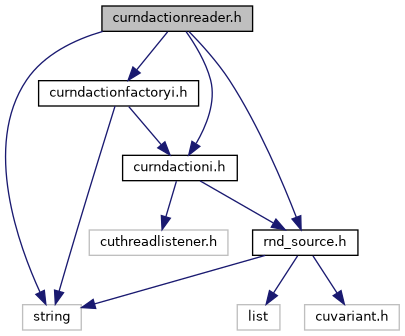 curndactionreader.h
curndactionfactoryi.h
curndactioni.h
cuthreadlistener.h
rnd_source.h
string
list
cuvariant.h